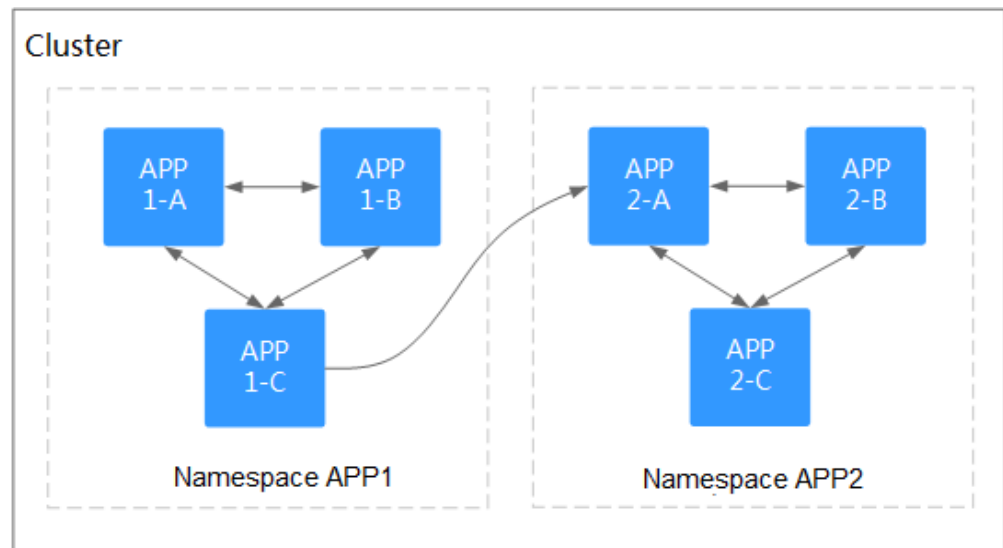 Cluster
APP
1-A
APP
1-B
APP
2-A
APP
2-B
APP
1-C
APP
2-C
Namespace APP1
Namespace APP2